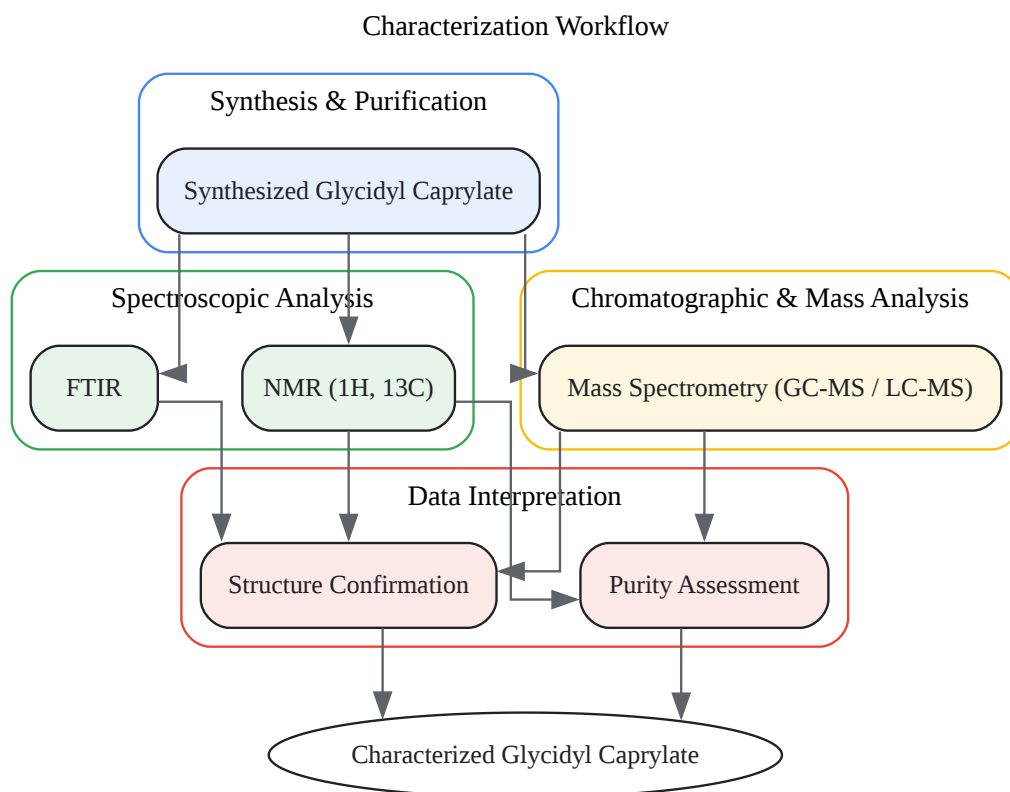 Characterization Workflow
Synthesis & Purification
Synthesized Glycidyl Caprylate
Spectroscopic Analysis
Chromatographic & Mass Analysis
FTIR
NMR (1H, 13C)
Mass Spectrometry (GC-MS / LC-MS)
Data Interpretation
Structure Confirmation
Purity Assessment
Characterized Glycidyl Caprylate